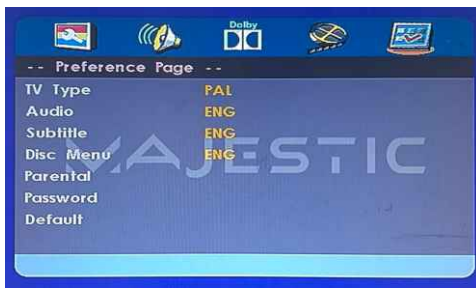 Dolby
-- Preference Page --
TV Type PAL
Audio ENG
Subtitle ENG
Disc Menu ENG
Parental
Password
Default
MAJESTIC